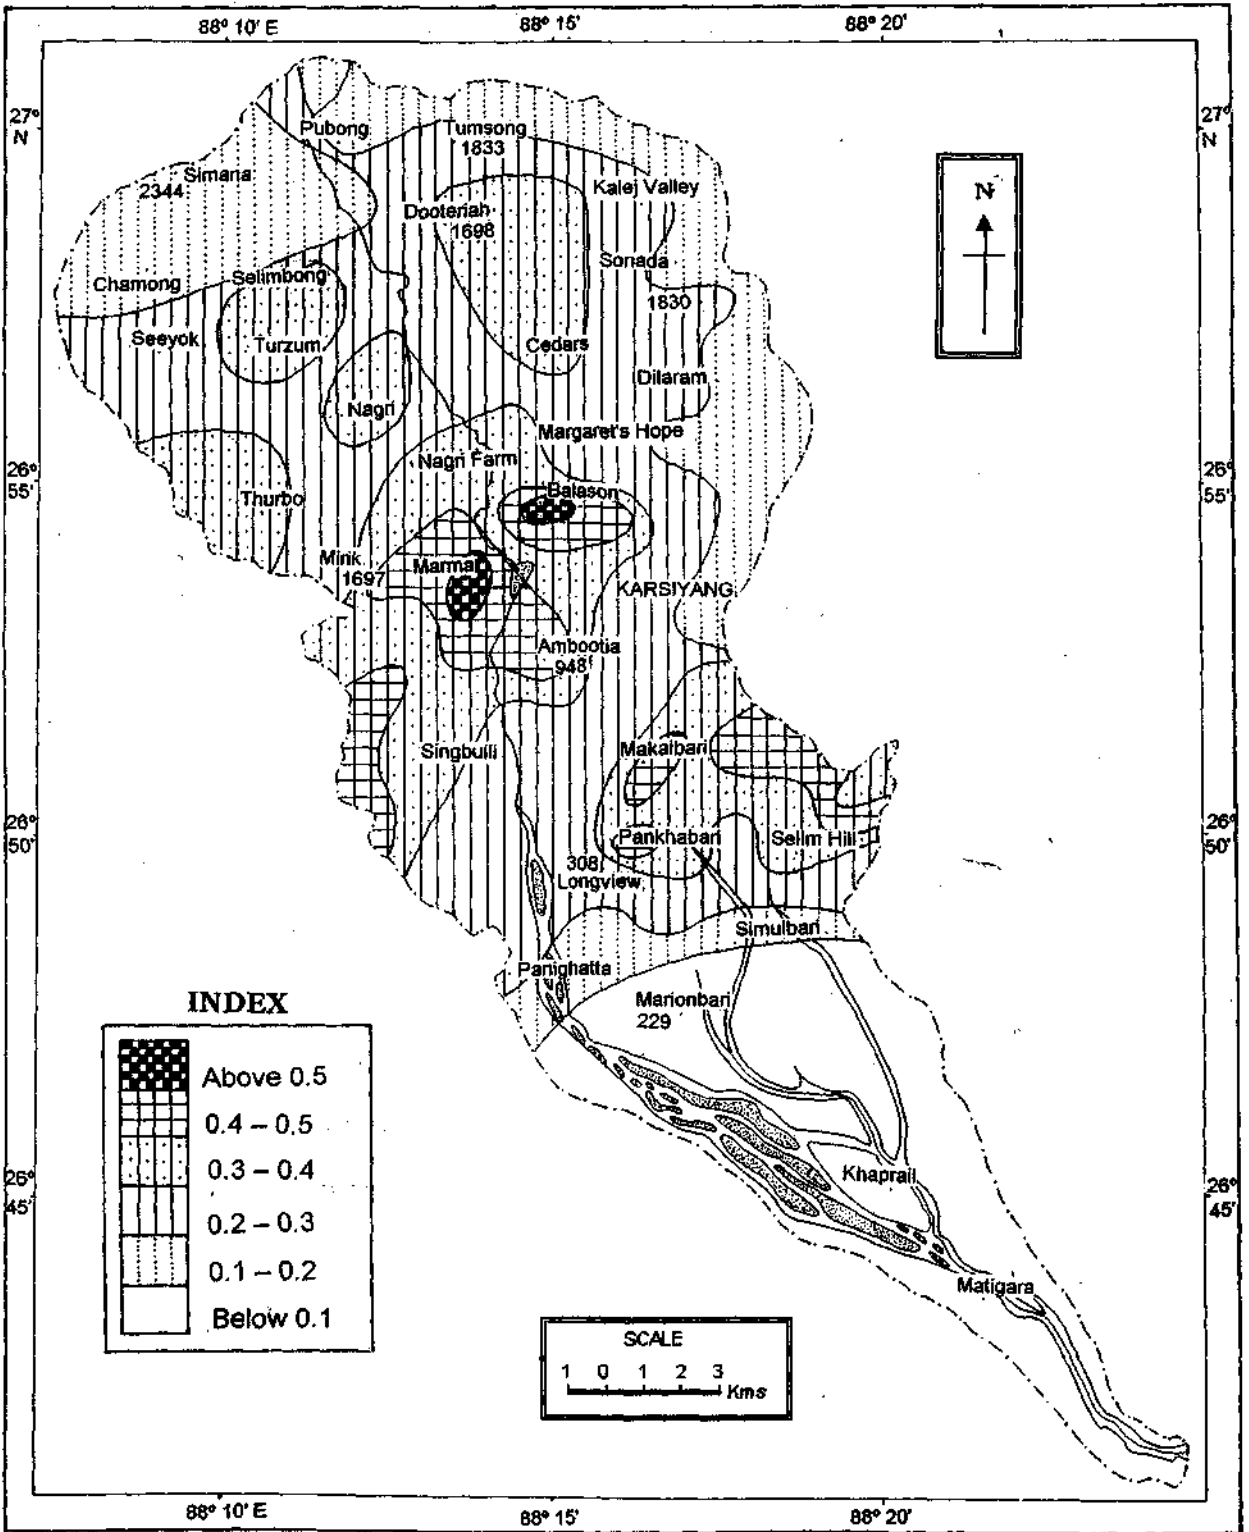 88° 10' E 88° 15' 88° 20'
27° N
27° N
Pubong
Tumsong
1833
Simana
2344
Kalej Valley
Dooteriah
1698
Sonada
Chamong
Selimbong
1830
Seeyok
Turzum
Cedars
Dilaram
Nagri
Margaret's Hope
Nagri Farm
26° 55'
26° 55'
Balason
Thurbo
Mink
1697
Marma
KARSIYANG
Ambootia
948
Singbulli
Makaibari
26° 50'
26° 50'
Pankhabari
Selim Hill
308
Longview
Simulbari
Panighatta
Marionbari
229
INDEX
Above 0.5
0.4 – 0.5
0.3 – 0.4
0.2 – 0.3
0.1 – 0.2
Below 0.1
Khaprail
26° 45'
26° 45'
Matigara
SCALE
1 0 1 2 3 Kms
88° 10' E 88° 15' 88° 20'
N